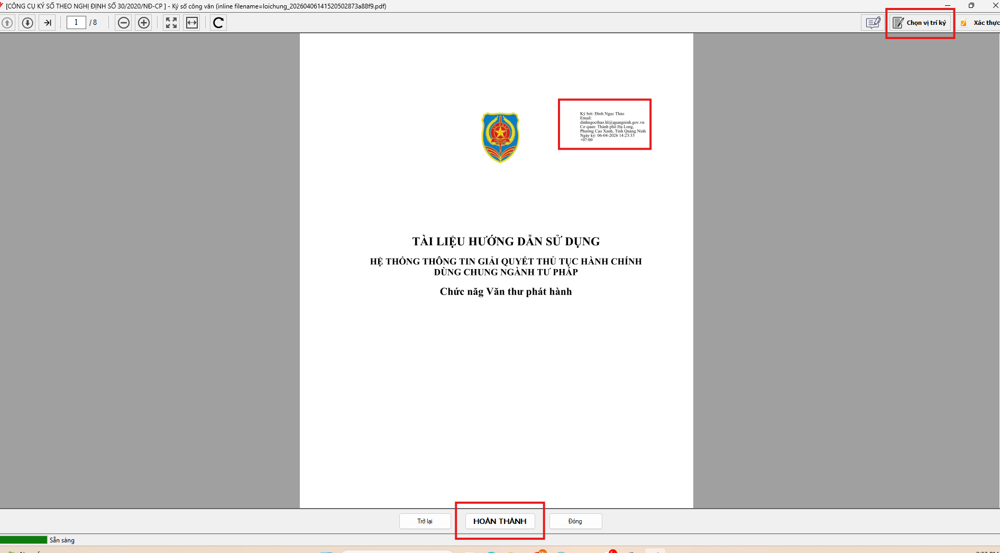 [CÔNG CỤ KÝ SỐ THEO NGHỊ ĐỊNH SỐ 30/2020/NĐ-CP ] - Ký số công văn (inline filename=loichung_20260406141520502873a88f9.pdf)
1 / 8
Chọn vị trí ký
Xác thực
Ký bởi: Đinh Ngọc Thảo
Email:
dinhngocthao.hl@quangninh.gov.vn
Cơ quan: Thành phố Hạ Long,
Phường Cao Xanh, Tỉnh Quảng Ninh
Ngày ký: 06-04-2026 14:23:33
+07:00
TƯ PHÁP
VIỆT NAM
TÀI LIỆU HƯỚNG DẪN SỬ DỤNG
HỆ THỐNG THÔNG TIN GIẢI QUYẾT THỦ TỤC HÀNH CHÍNH
DÙNG CHUNG NGÀNH TƯ PHÁP
Chức năg Văn thư phát hành
Trở lại
HOÀN THÀNH
Đóng
Sẵn sàng